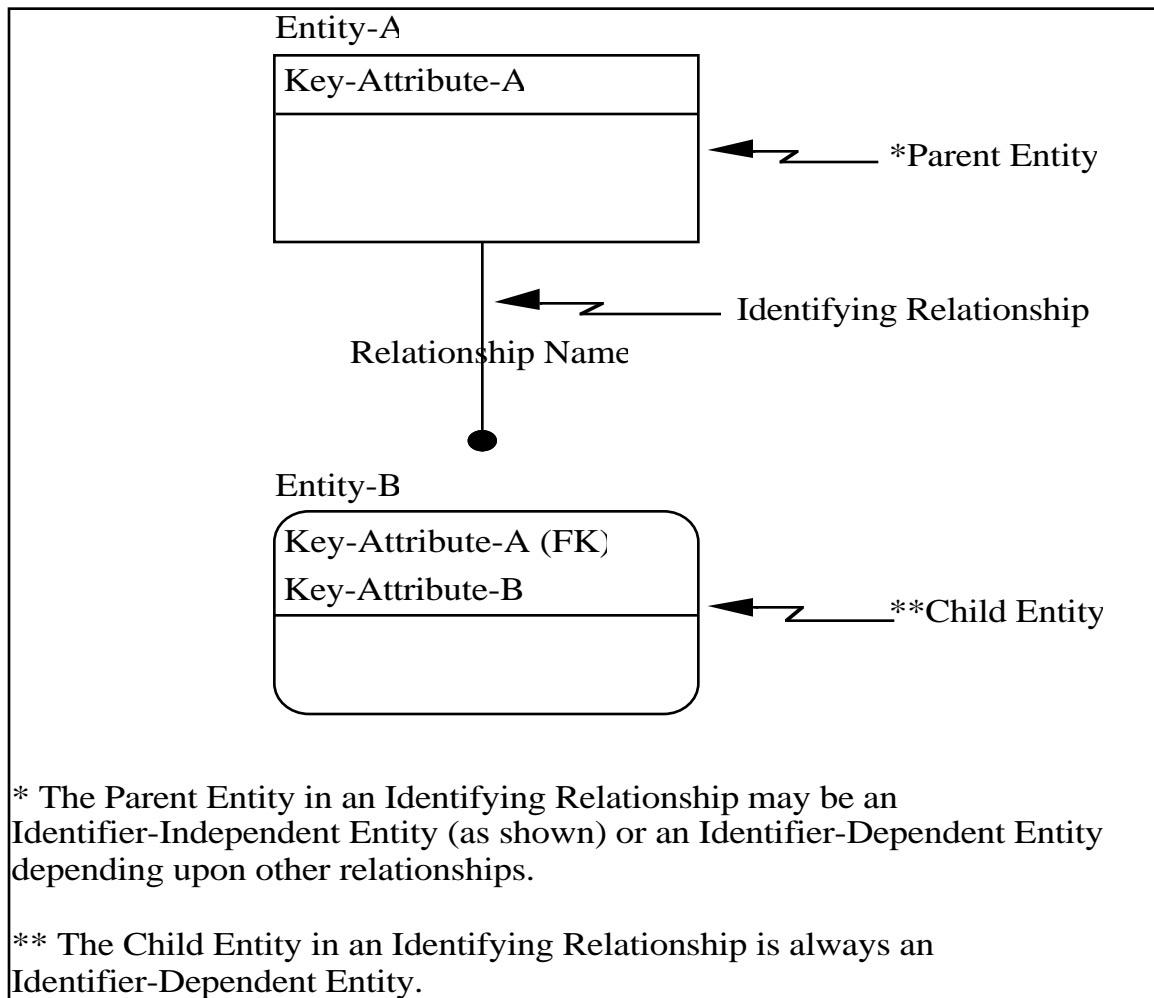 Entity-A
Key-Attribute-A
*Parent Entity
Identifying Relationship
Relationship Name
Entity-B
Key-Attribute-A (FK)
Key-Attribute-B
**Child Entity
* The Parent Entity in an Identifying Relationship may be an
Identifier-Independent Entity (as shown) or an Identifier-Dependent Entity
depending upon other relationships.
** The Child Entity in an Identifying Relationship is always an
Identifier-Dependent Entity.